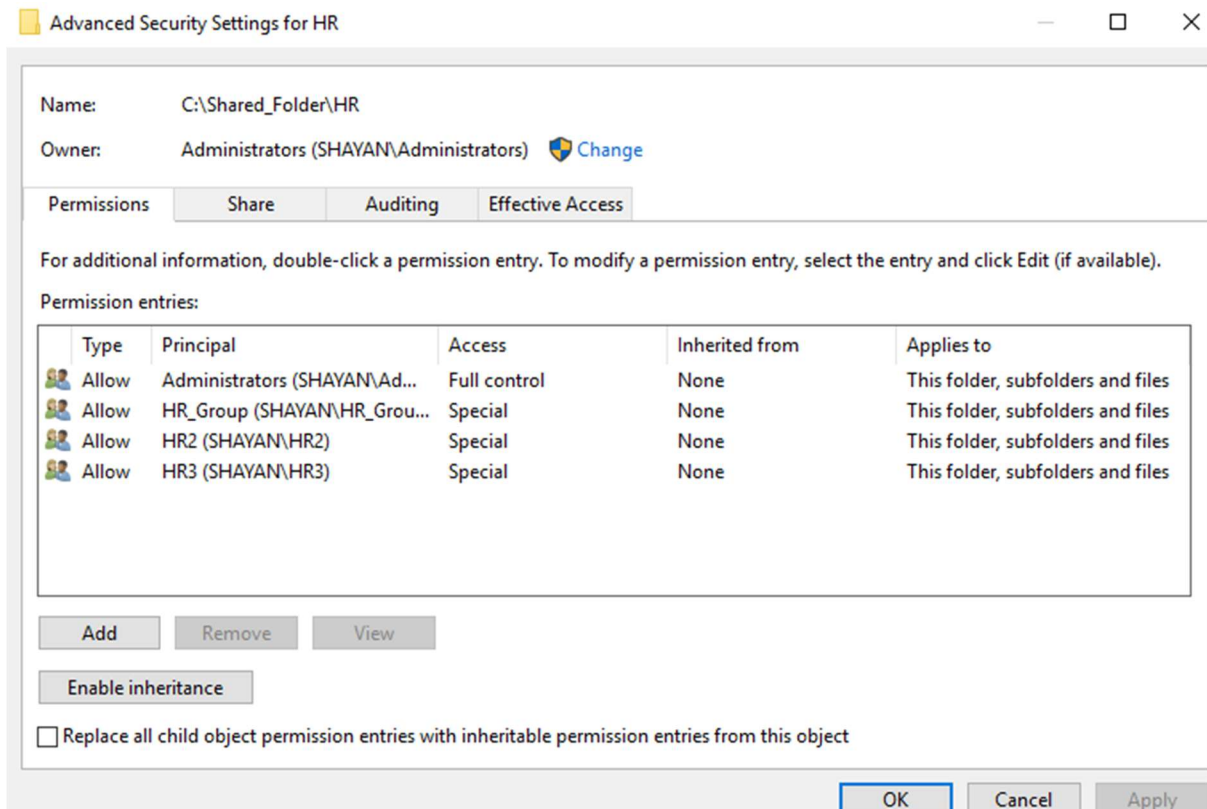 Advanced Security Settings for HR
Name: C:\Shared_Folder\HR
Owner: Administrators (SHAYAN\Administrators) Change
Permissions Share Auditing Effective Access
For additional information, double-click a permission entry. To modify a permission entry, select the entry and click Edit (if available).
Permission entries:
Type Principal Access Inherited from Applies to
Allow Administrators (SHAYAN\Ad... Full control None This folder, subfolders and files
Allow HR_Group (SHAYAN\HR_Grou... Special None This folder, subfolders and files
Allow HR2 (SHAYAN\HR2) Special None This folder, subfolders and files
Allow HR3 (SHAYAN\HR3) Special None This folder, subfolders and files
Add Remove View
Enable inheritance
Replace all child object permission entries with inheritable permission entries from this object
OK Cancel Apply